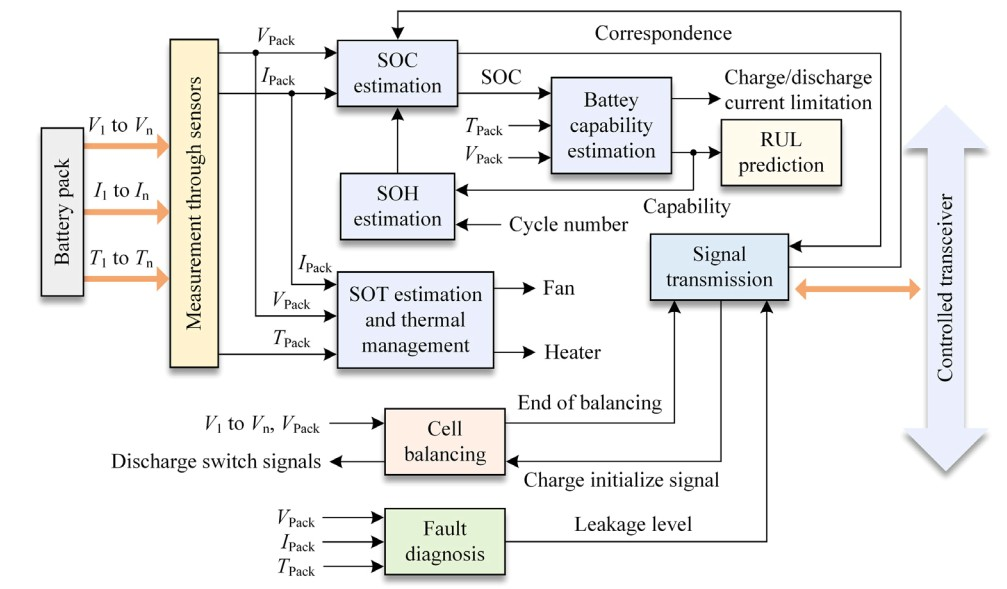 Battery pack
V1 to Vn
I1 to In
T1 to Tn
Measurement through sensors
VPack
IPack
SOC
estimation
Correspondence
SOC
TPack
VPack
Battey
capability
estimation
Charge/discharge
current limitation
RUL
prediction
SOH
estimation
Capability
Cycle number
IPack
VPack
TPack
SOT estimation
and thermal
management
Fan
Heater
Signal
transmission
Controlled transceiver
V1 to Vn, VPack
Discharge switch signals
Cell
balancing
End of balancing
Charge initialize signal
VPack
IPack
TPack
Fault
diagnosis
Leakage level